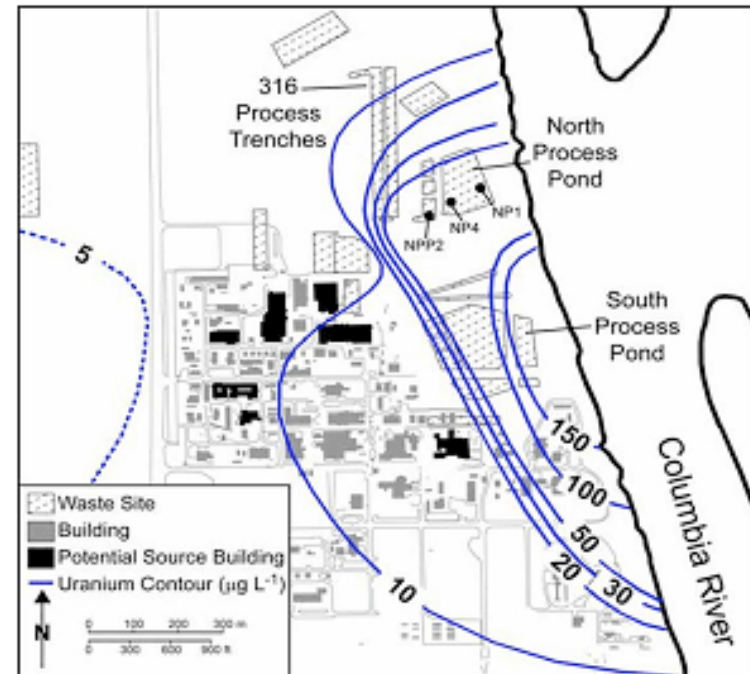 316
Process
Trenches
North
Process
Pond
NP1
NP4
NPP2
5
South
Process
Pond
150
100
50
20
30
10
Columbia River
Waste Site
Building
Potential Source Building
Uranium Contour (µg L⁻¹)
N
0 100 200 300 m
0 300 600 900 ft